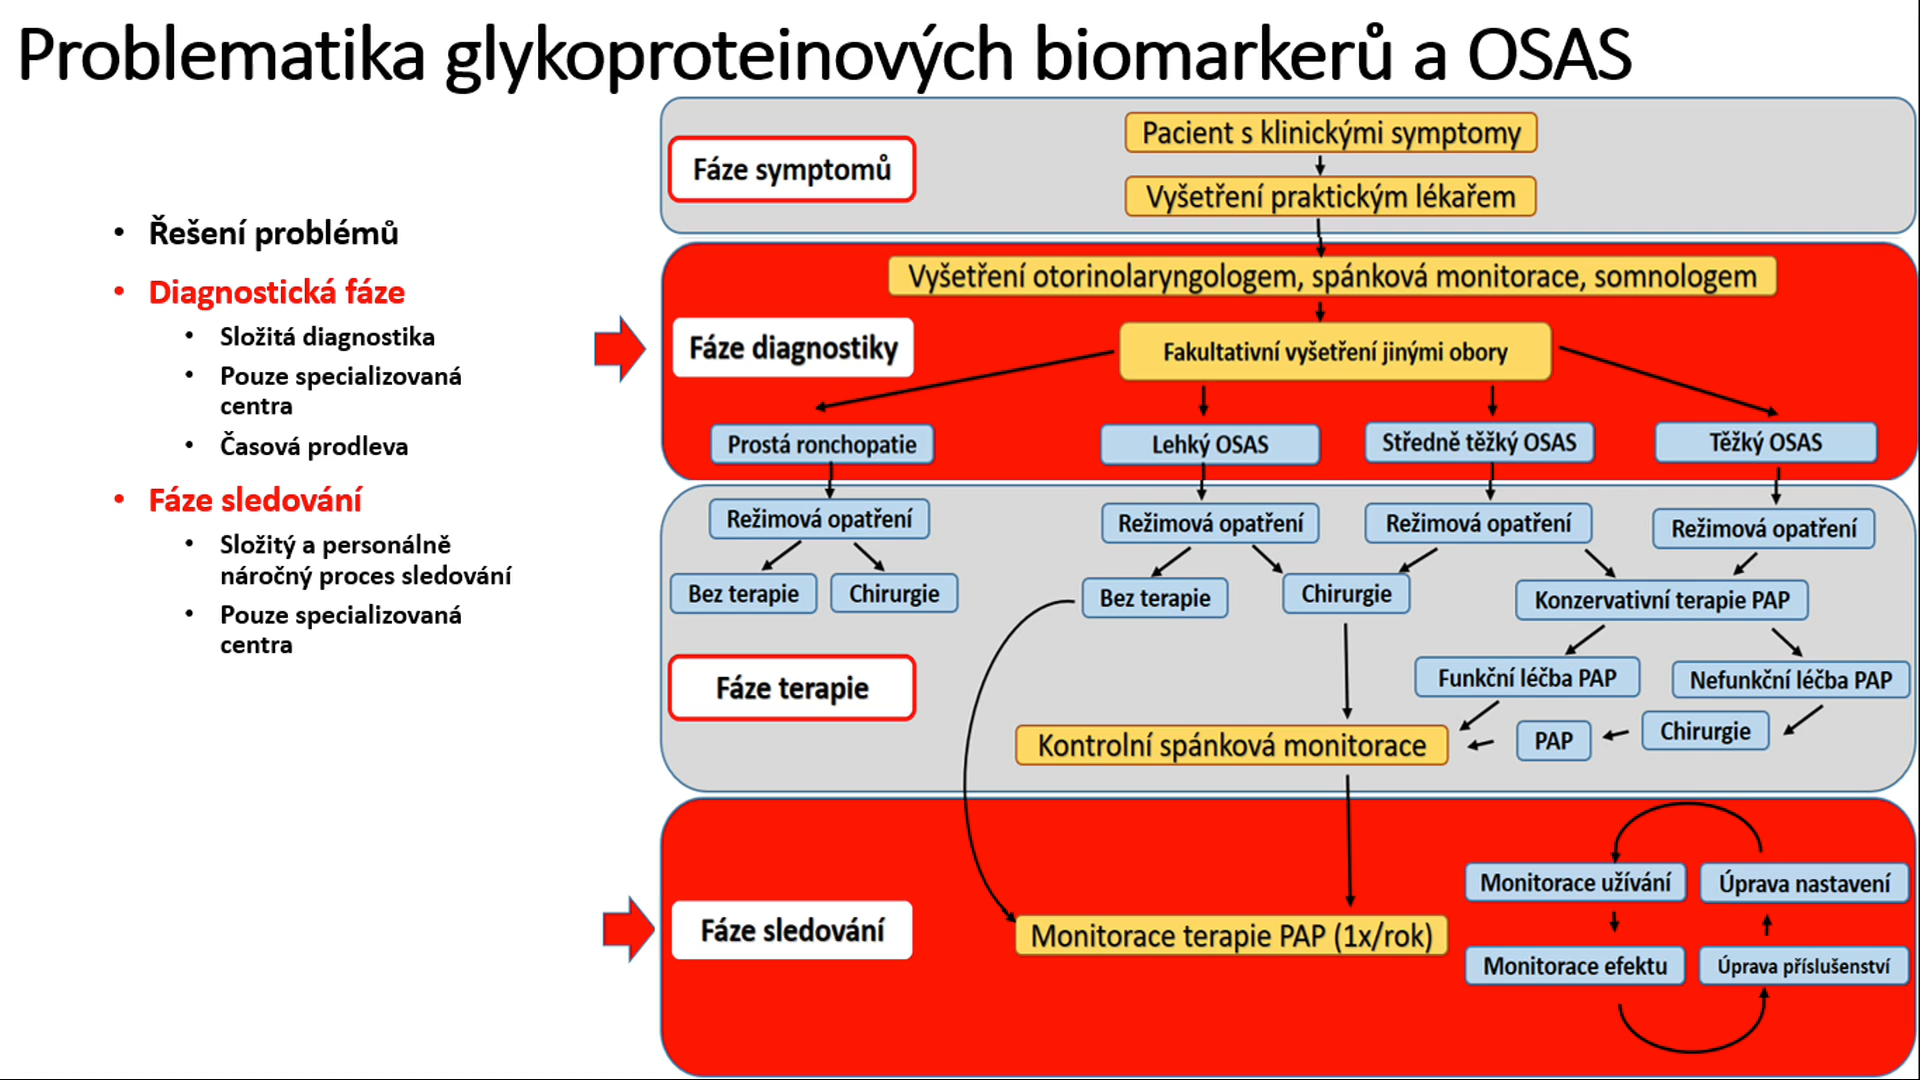 Problematika glykoproteinových biomarkerů a OSAS
• Řešení problémů
• Diagnostická fáze
• Složitá diagnostika
• Pouze specializovaná
centra
• Časová prodleva
• Fáze sledování
• Složitý a personálně
náročný proces sledování
• Pouze specializovaná
centra
Fáze symptomů
Pacient s klinickými symptomy
Vyšetření praktickým lékařem
Vyšetření otorinolaryngologem, spánková monitorace, somnologem
Fáze diagnostiky
Fakultativní vyšetření jinými obory
Prostá ronchopatie
Lehký OSAS
Středně těžký OSAS
Těžký OSAS
Režimová opatření
Režimová opatření
Režimová opatření
Režimová opatření
Bez terapie
Chirurgie
Bez terapie
Chirurgie
Konzervativní terapie PAP
Fáze terapie
Funkční léčba PAP
Nefunkční léčba PAP
Kontrolní spánková monitorace
PAP
Chirurgie
Fáze sledování
Monitorace terapie PAP (1x/rok)
Monitorace užívání
Úprava nastavení
Monitorace efektu
Úprava příslušenství